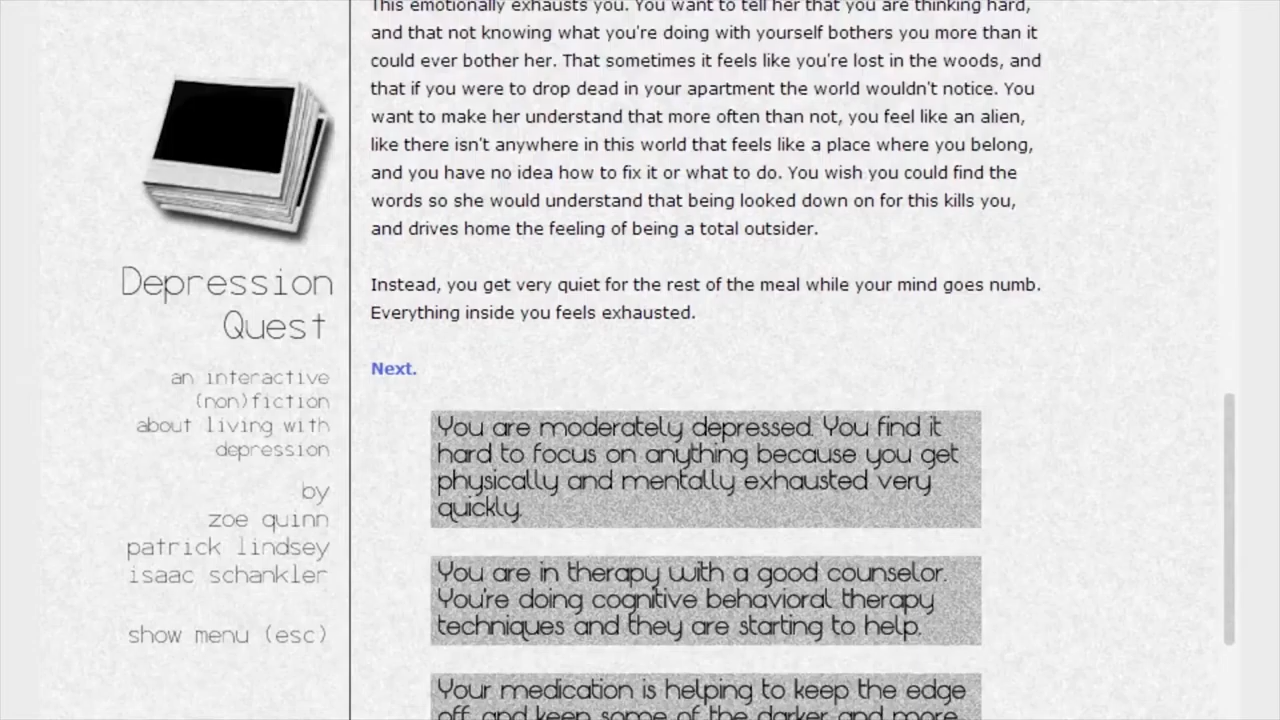 Depression
Quest
an interactive
(non)fiction
about living with
depression
by
zoe quinn
patrick lindsey
isaac schankler
show menu (esc)
This emotionally exhausts you. You want to tell her that you are thinking hard,
and that not knowing what you're doing with yourself bothers you more than it
could ever bother her. That sometimes it feels like you're lost in the woods, and
that if you were to drop dead in your apartment the world wouldn't notice. You
want to make her understand that more often than not, you feel like an alien,
like there isn't anywhere in this world that feels like a place where you belong,
and you have no idea how to fix it or what to do. You wish you could find the
words so she would understand that being looked down on for this kills you,
and drives home the feeling of being a total outsider.
Instead, you get very quiet for the rest of the meal while your mind goes numb.
Everything inside you feels exhausted.
Next.
You are moderately depressed. You find it
hard to focus on anything because you get
physically and mentally exhausted very
quickly.
You are in therapy with a good counselor.
You're doing cognitive behavioral therapy
techniques and they are starting to help.
Your medication is helping to keep the edge
off, and keep some of the darker and more